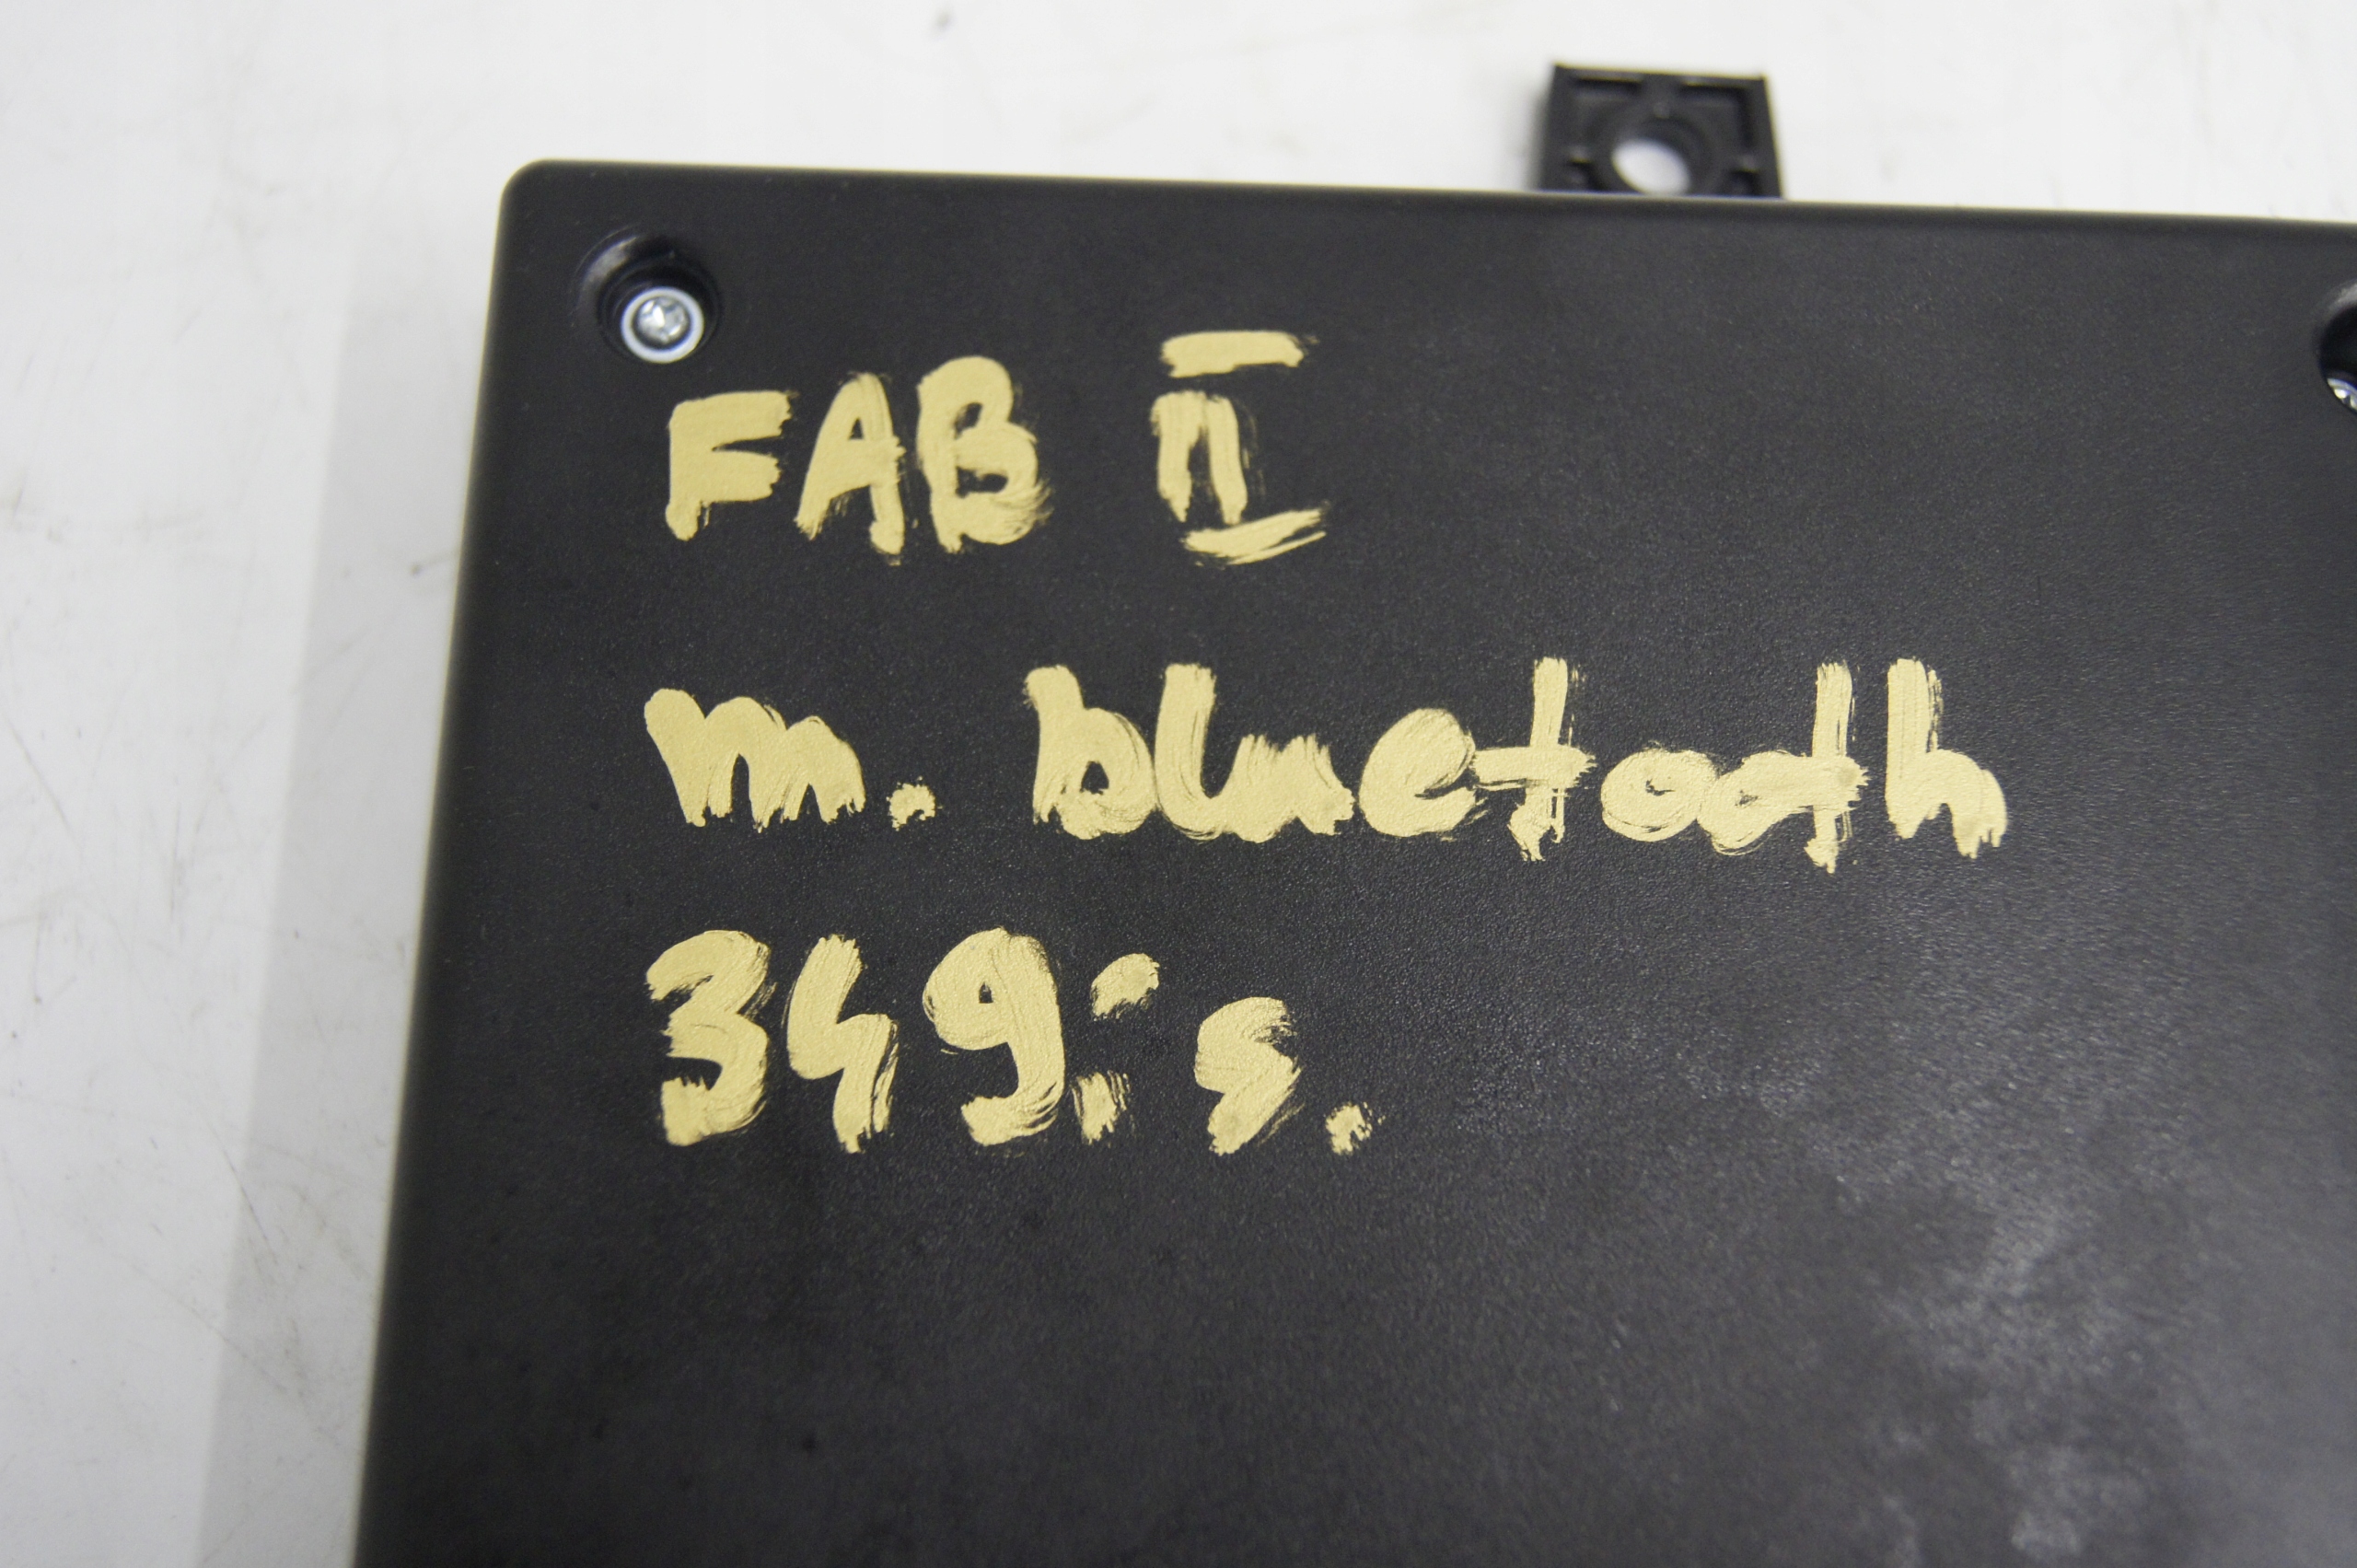 FAB II
m. bluetooth
349:s.